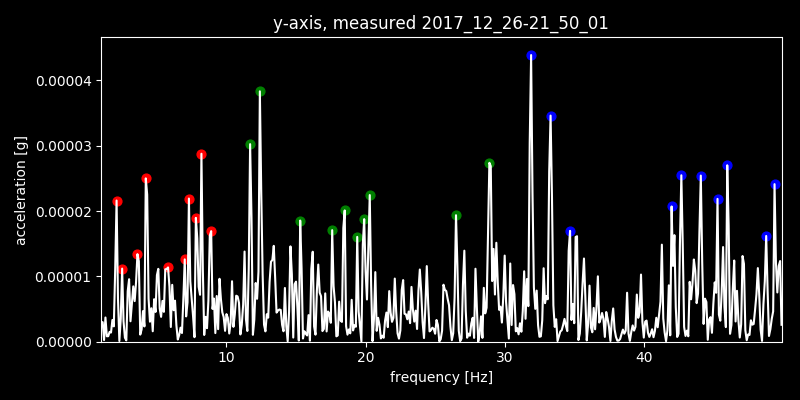 y-axis, measured 2017_12_26-21_50_01
0.00004
0.00003
0.00002
0.00001
0.00000
acceleration [g]
10 20 30 40
frequency [Hz]